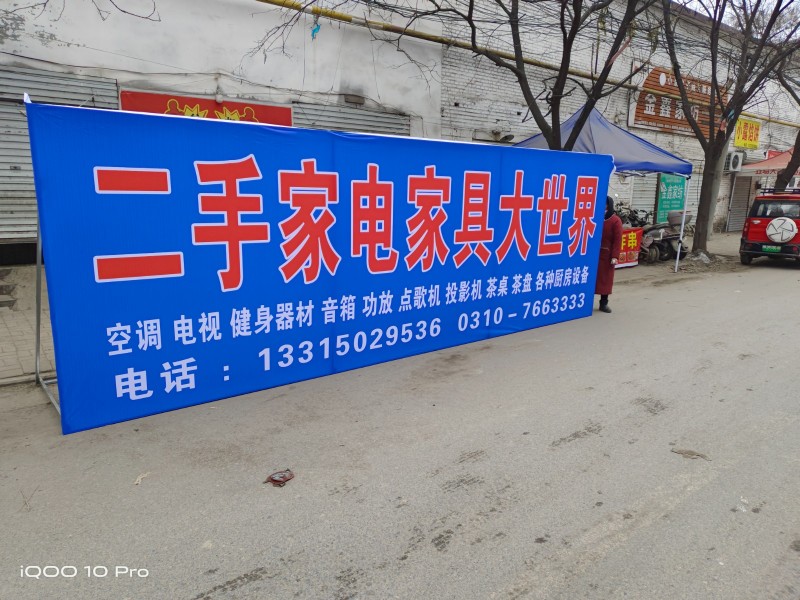 二手家电家具大世界
空调 电视 健身器材 音箱 功放 点歌机 投影机 茶桌 茶盘 各种厨房设备
电话：13315029536 0310-7663333
iQOO 10 Pro